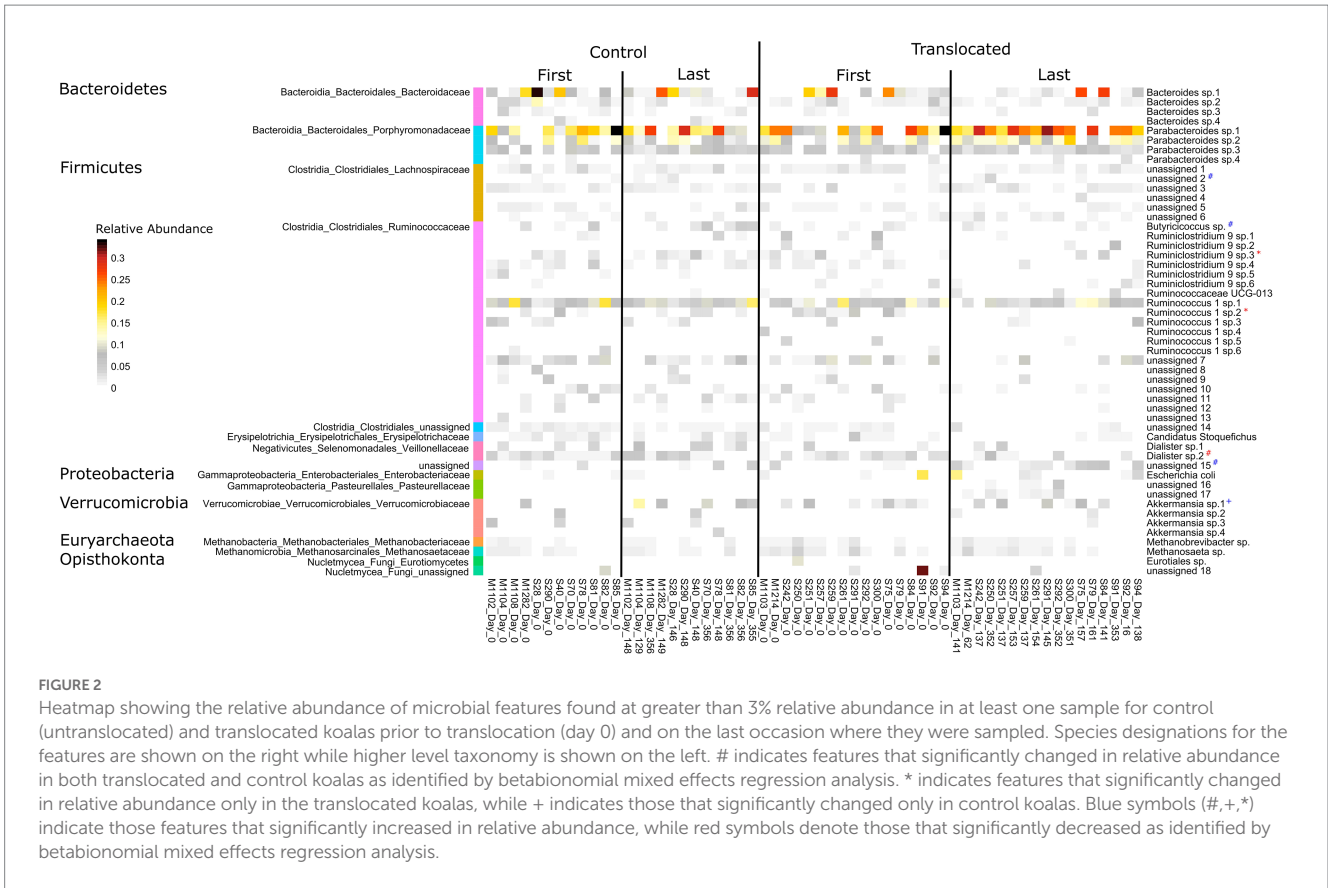 Control
Translocated
First
Last
First
Last
Bacteroidetes
Firmicutes
Proteobacteria
Verrucomicrobia
Euryarchaeota
Opisthokonta
Relative Abundance
0.3
0.25
0.2
0.15
0.1
0.05
0
Bacteroidia_Bacteroidales_Bacteroidaceae
Bacteroidia_Bacteroidales_Porphyromonadaceae
Clostridia_Clostridiales_Lachnospiraceae
Clostridia_Clostridiales_Ruminococcaceae
Clostridia_Clostridiales_unassigned
Erysipelotrichia_Erysipelotrichales_Erysipelotrichaceae
Negativicutes_Selenomonadales_Veillonellaceae
unassigned
Gammaproteobacteria_Enterobacteriales_Enterobacteriaceae
Gammaproteobacteria_Pasteurellales_Pasteurellaceae
Verrucomicrobiae_Verrucomicrobiales_Verrucomicrobiaceae
Methanobacteria_Methanobacteriales_Methanobacteriaceae
Methanomicrobia_Methanosarcinales_Methanosaetaceae
Nucletmycea_Fungi_Eurotiomycetes
Nucletmycea_Fungi_unassigned
Bacteroides sp.1
Bacteroides sp.2
Bacteroides sp.3
Bacteroides sp.4
Parabacteroides sp.1
Parabacteroides sp.2
Parabacteroides sp.3
Parabacteroides sp.4
unassigned 1
unassigned 2 #
unassigned 3
unassigned 4
unassigned 5
unassigned 6
Butyricicoccus sp. #
Ruminiclostridium 9 sp.1
Ruminiclostridium 9 sp.2
Ruminiclostridium 9 sp.3 *
Ruminiclostridium 9 sp.4
Ruminiclostridium 9 sp.5
Ruminiclostridium 9 sp.6
Ruminococcaceae UCG-013
Ruminococcus 1 sp.1
Ruminococcus 1 sp.2 *
Ruminococcus 1 sp.3
Ruminococcus 1 sp.4
Ruminococcus 1 sp.5
Ruminococcus 1 sp.6
unassigned 7
unassigned 8
unassigned 9
unassigned 10
unassigned 11
unassigned 12
unassigned 13
unassigned 14
Candidatus Stoquefichus
Dialister sp.1
Dialister sp.2 #
unassigned 15 #
Escherichia coli
unassigned 16
unassigned 17
Akkermansia sp.1 +
Akkermansia sp.2
Akkermansia sp.3
Akkermansia sp.4
Methanobrevibacter sp.
Methanosaeta sp.
Eurotiales sp.
unassigned 18
M1102_Day_0
M1104_Day_0
M1108_Day_0
M1282_Day_0
S28_Day_0
S290_Day_0
S40_Day_0
S70_Day_0
S78_Day_0
S81_Day_0
S82_Day_0
S85_Day_0
M1102_Day_148
M1104_Day_129
M1108_Day_356
M1282_Day_149
S28_Day_146
S290_Day_148
S40_Day_148
S70_Day_356
S78_Day_148
S81_Day_356
S82_Day_356
S85_Day_355
M1103_Day_0
M1214_Day_0
S242_Day_0
S250_Day_0
S251_Day_0
S257_Day_0
S259_Day_0
S261_Day_0
S291_Day_0
S292_Day_0
S300_Day_0
S75_Day_0
S79_Day_0
S84_Day_0
S91_Day_0
S92_Day_0
S94_Day_0
M1103_Day_141
M1214_Day_62
S242_Day_137
S250_Day_352
S251_Day_137
S257_Day_153
S259_Day_137
S261_Day_154
S291_Day_145
S292_Day_352
S300_Day_351
S75_Day_157
S79_Day_161
S84_Day_141
S91_Day_353
S92_Day_16
S94_Day_138
FIGURE 2
Heatmap showing the relative abundance of microbial features found at greater than 3% relative abundance in at least one sample for control
(untranslocated) and translocated koalas prior to translocation (day 0) and on the last occasion where they were sampled. Species designations for the
features are shown on the right while higher level taxonomy is shown on the left. # indicates features that significantly changed in relative abundance
in both translocated and control koalas as identified by betabionomial mixed effects regression analysis. * indicates features that significantly changed
in relative abundance only in the translocated koalas, while + indicates those that significantly changed only in control koalas. Blue symbols (#,+,*)
indicate those features that significantly increased in relative abundance, while red symbols denote those that significantly decreased as identified by
betabionomial mixed effects regression analysis.